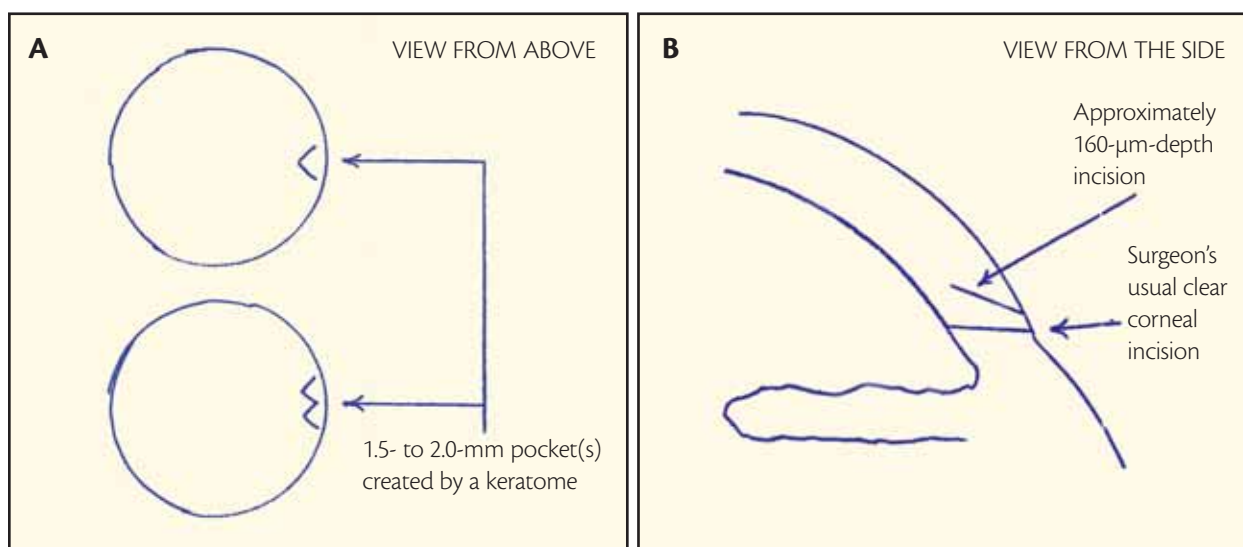 A
VIEW FROM ABOVE
1.5- to 2.0-mm pocket(s)
created by a keratome
B
VIEW FROM THE SIDE
Approximately
160-µm-depth
incision
Surgeon's
usual clear
corneal
incision